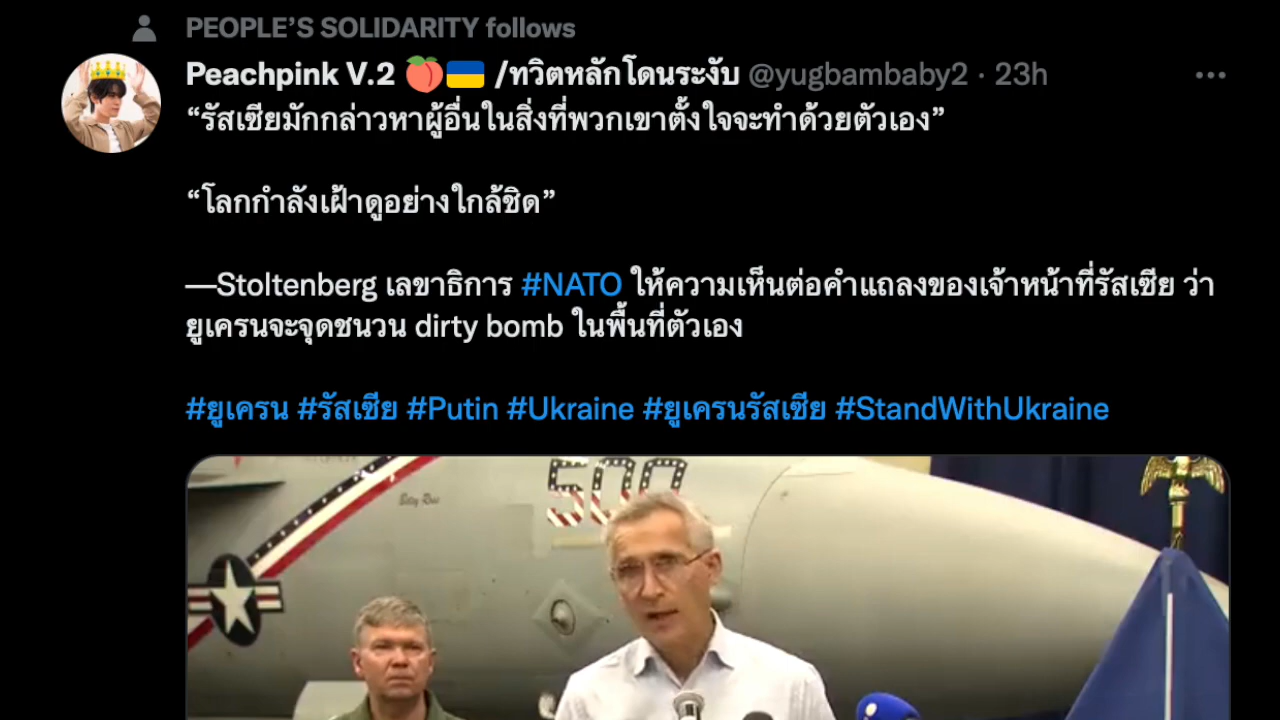 PEOPLE’S SOLIDARITY follows
Peachpink V.2 🍑🇺🇦 /ทวิตหลักโดนระงับ @yugbambaby2 · 23h
“รัสเซียมักกล่าวหาผู้อื่นในสิ่งที่พวกเขาตั้งใจจะทำด้วยตัวเอง”
“โลกกำลังเฝ้าดูอย่างใกล้ชิด”
—Stoltenberg เลขาธิการ #NATO ให้ความเห็นต่อคำแถลงของเจ้าหน้าที่รัสเซีย ว่า
ยูเครนจะจุดชนวน dirty bomb ในพื้นที่ตัวเอง
#ยูเครน #รัสเซีย #Putin #Ukraine #ยูเครนรัสเซีย #StandWithUkraine
500